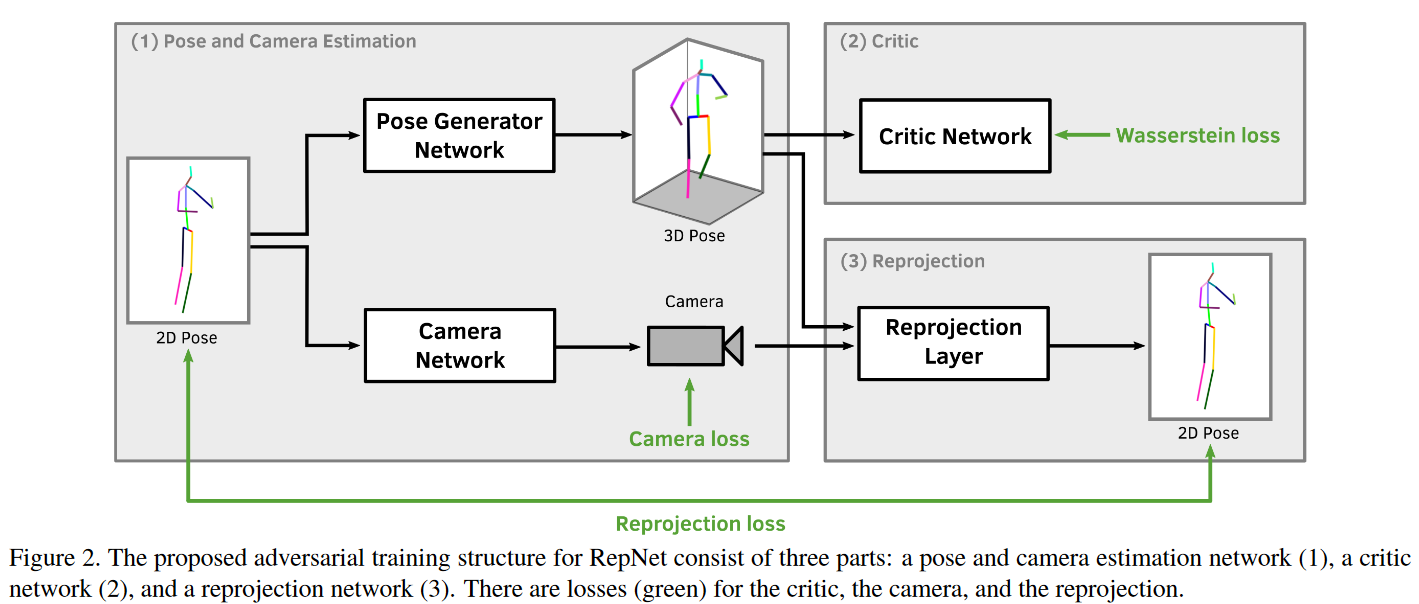 (1) Pose and Camera Estimation
(2) Critic
Pose Generator
Network
Critic Network
Wasserstein loss
3D Pose
(3) Reprojection
2D Pose
Camera
Camera
Network
Reprojection
Layer
Camera loss
2D Pose
Reprojection loss
Figure 2. The proposed adversarial training structure for RepNet consist of three parts: a pose and camera estimation network (1), a critic
network (2), and a reprojection network (3). There are losses (green) for the critic, the camera, and the reprojection.